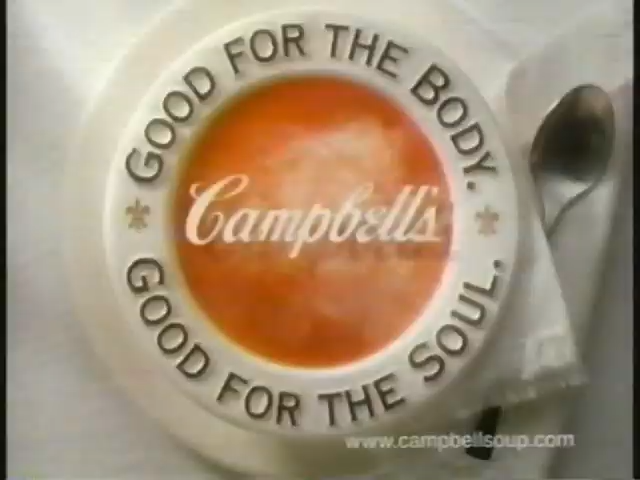 GOOD FOR THE BODY.
Campbell's
GOOD FOR THE SOUL.
www.campbellsoup.com